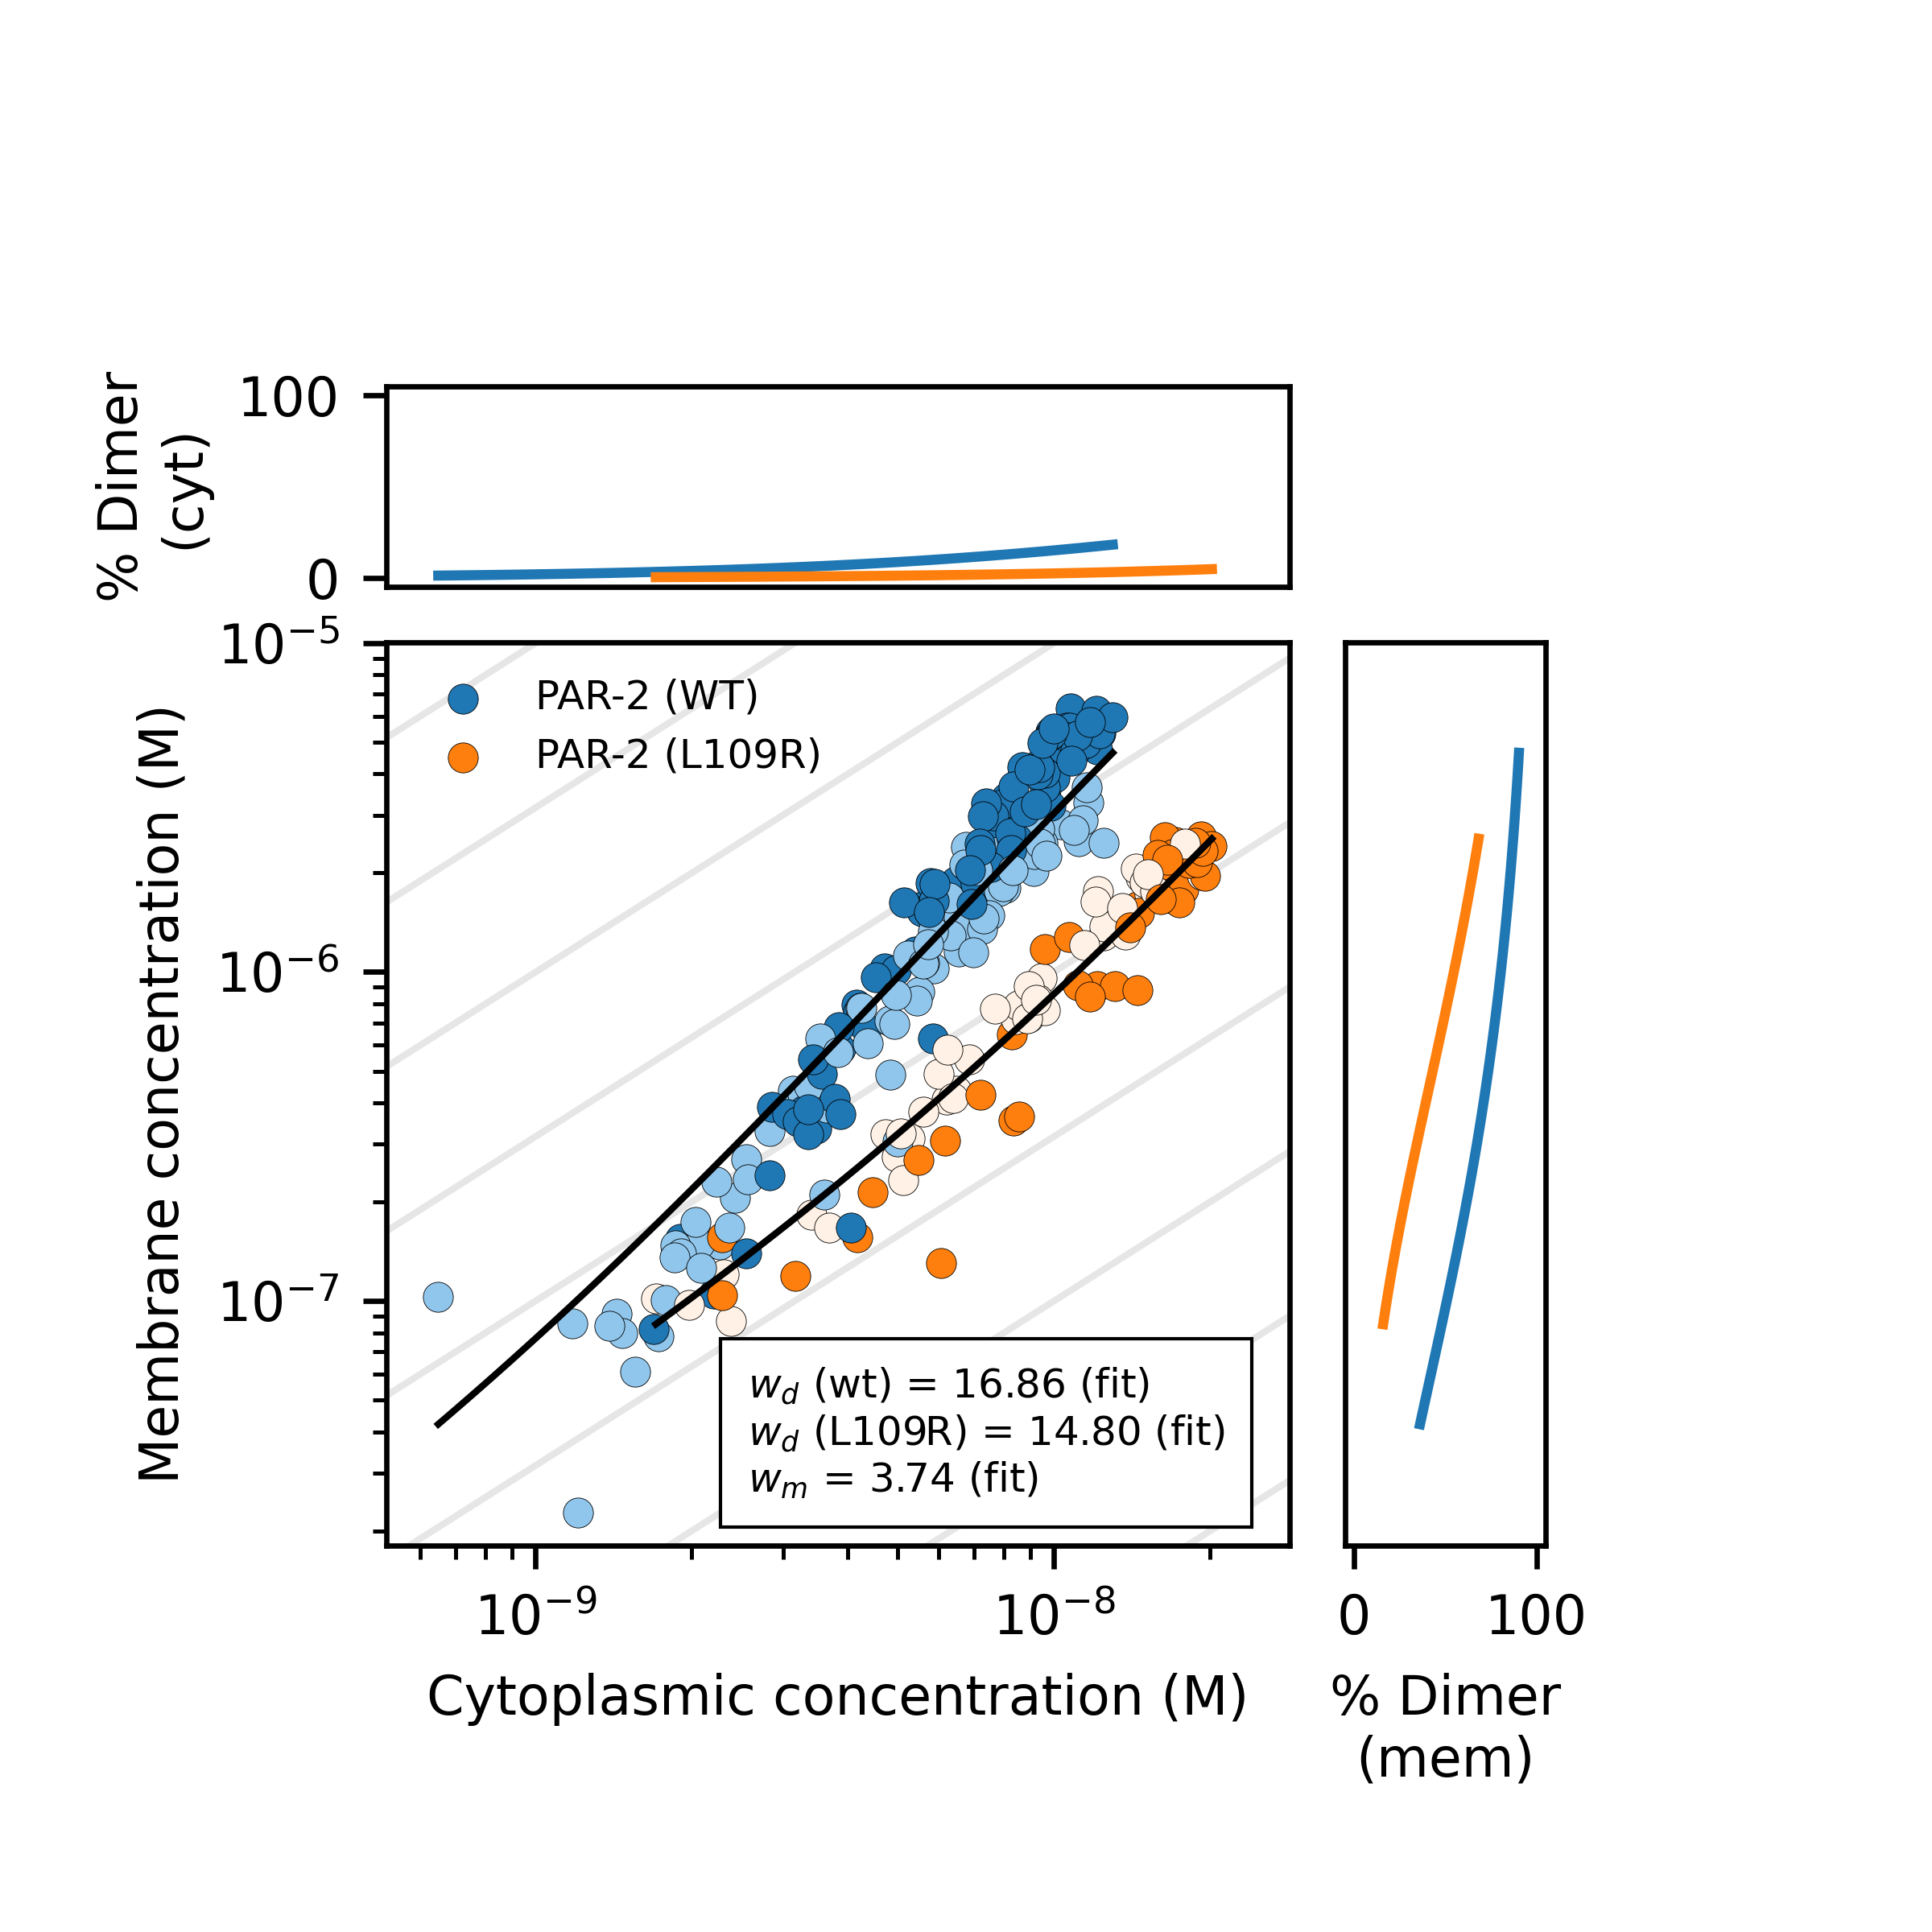 % Dimer
(cyt)
100
0
10⁻⁵
10⁻⁶
10⁻⁷
Membrane concentration (M)
PAR-2 (WT)
PAR-2 (L109R)
w_d (wt) = 16.86 (fit)
w_d (L109R) = 14.80 (fit)
w_m = 3.74 (fit)
10⁻⁹ 10⁻⁸
Cytoplasmic concentration (M)
0 100
% Dimer
(mem)